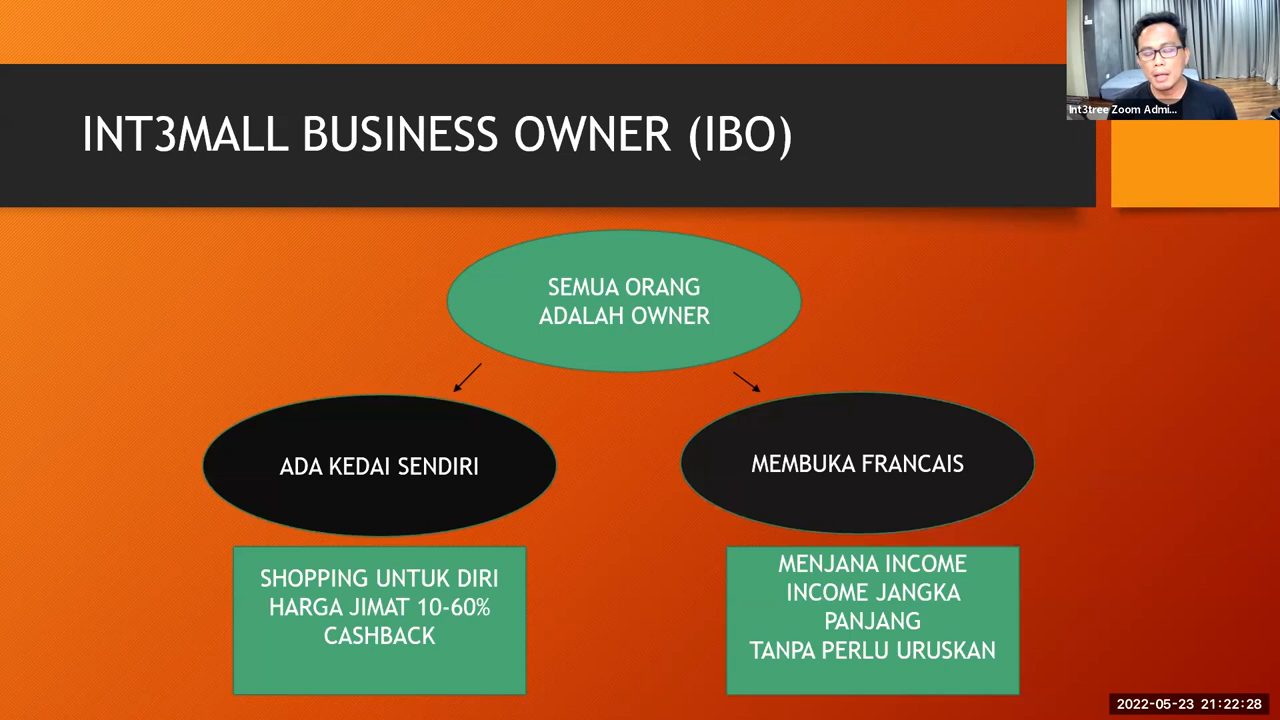 Int3tree Zoom Admi...
INT3MALL BUSINESS OWNER (IBO)
SEMUA ORANG
ADALAH OWNER
ADA KEDAI SENDIRI
MEMBUKA FRANCAIS
SHOPPING UNTUK DIRI
HARGA JIMAT 10-60%
CASHBACK
MENJANA INCOME
INCOME JANGKA
PANJANG
TANPA PERLU URUSKAN
2022-05-23 21:22:28